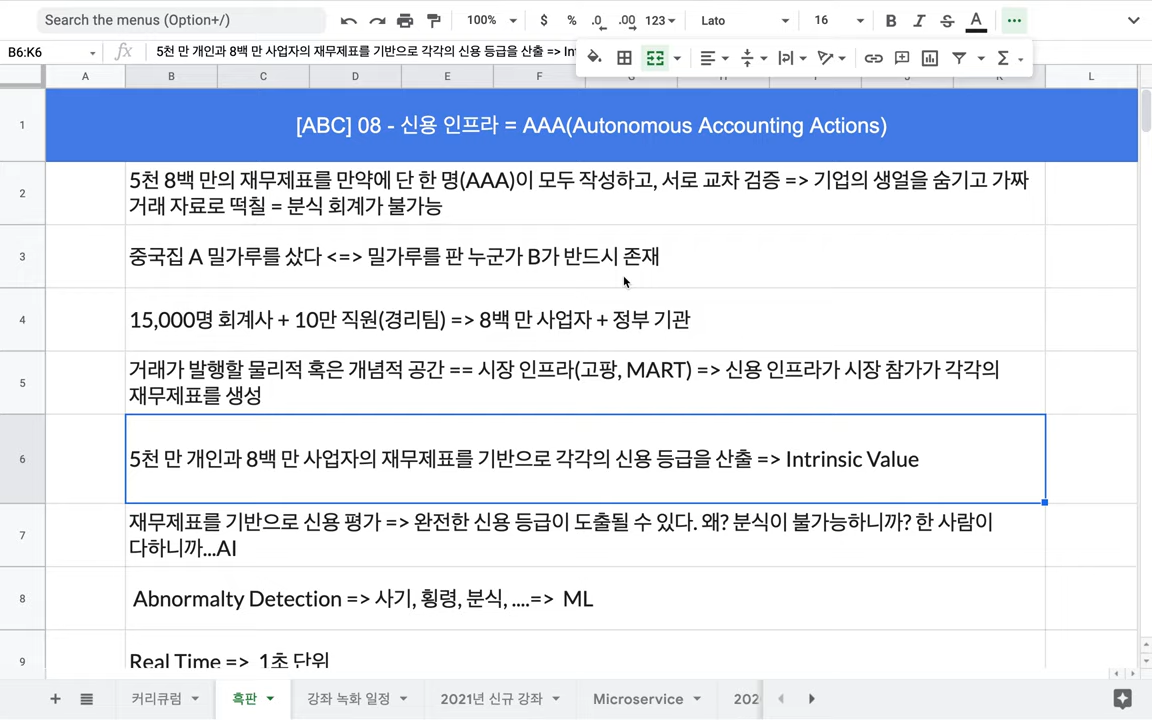 Search the menus (Option+/)
100%
$ % .0 .00 123
Lato
16
B I S A
B6:K6
fx
5천 만 개인과 8백 만 사업자의 재무제표를 기반으로 각각의 신용 등급을 산출 => Int
A B C D E F L
1
[ABC] 08 - 신용 인프라 = AAA(Autonomous Accounting Actions)
2
5천 8백 만의 재무제표를 만약에 단 한 명(AAA)이 모두 작성하고, 서로 교차 검증 => 기업의 생얼을 숨기고 가짜
거래 자료로 떡칠 = 분식 회계가 불가능
3
중국집 A 밀가루를 샀다 <=> 밀가루를 판 누군가 B가 반드시 존재
4
15,000명 회계사 + 10만 직원(경리팀) => 8백 만 사업자 + 정부 기관
5
거래가 발행할 물리적 혹은 개념적 공간 == 시장 인프라(고팡, MART) => 신용 인프라가 시장 참가가 각각의
재무제표를 생성
6
5천 만 개인과 8백 만 사업자의 재무제표를 기반으로 각각의 신용 등급을 산출 => Intrinsic Value
7
재무제표를 기반으로 신용 평가 => 완전한 신용 등급이 도출될 수 있다. 왜? 분식이 불가능하니까? 한 사람이
다하니까...AI
8
Abnormalty Detection => 사기, 횡령, 분식, ....=> ML
9
Real Time => 1초 단위
커리큐럼
흑판
강좌 녹화 일정
2021년 신규 강좌
Microservice
202